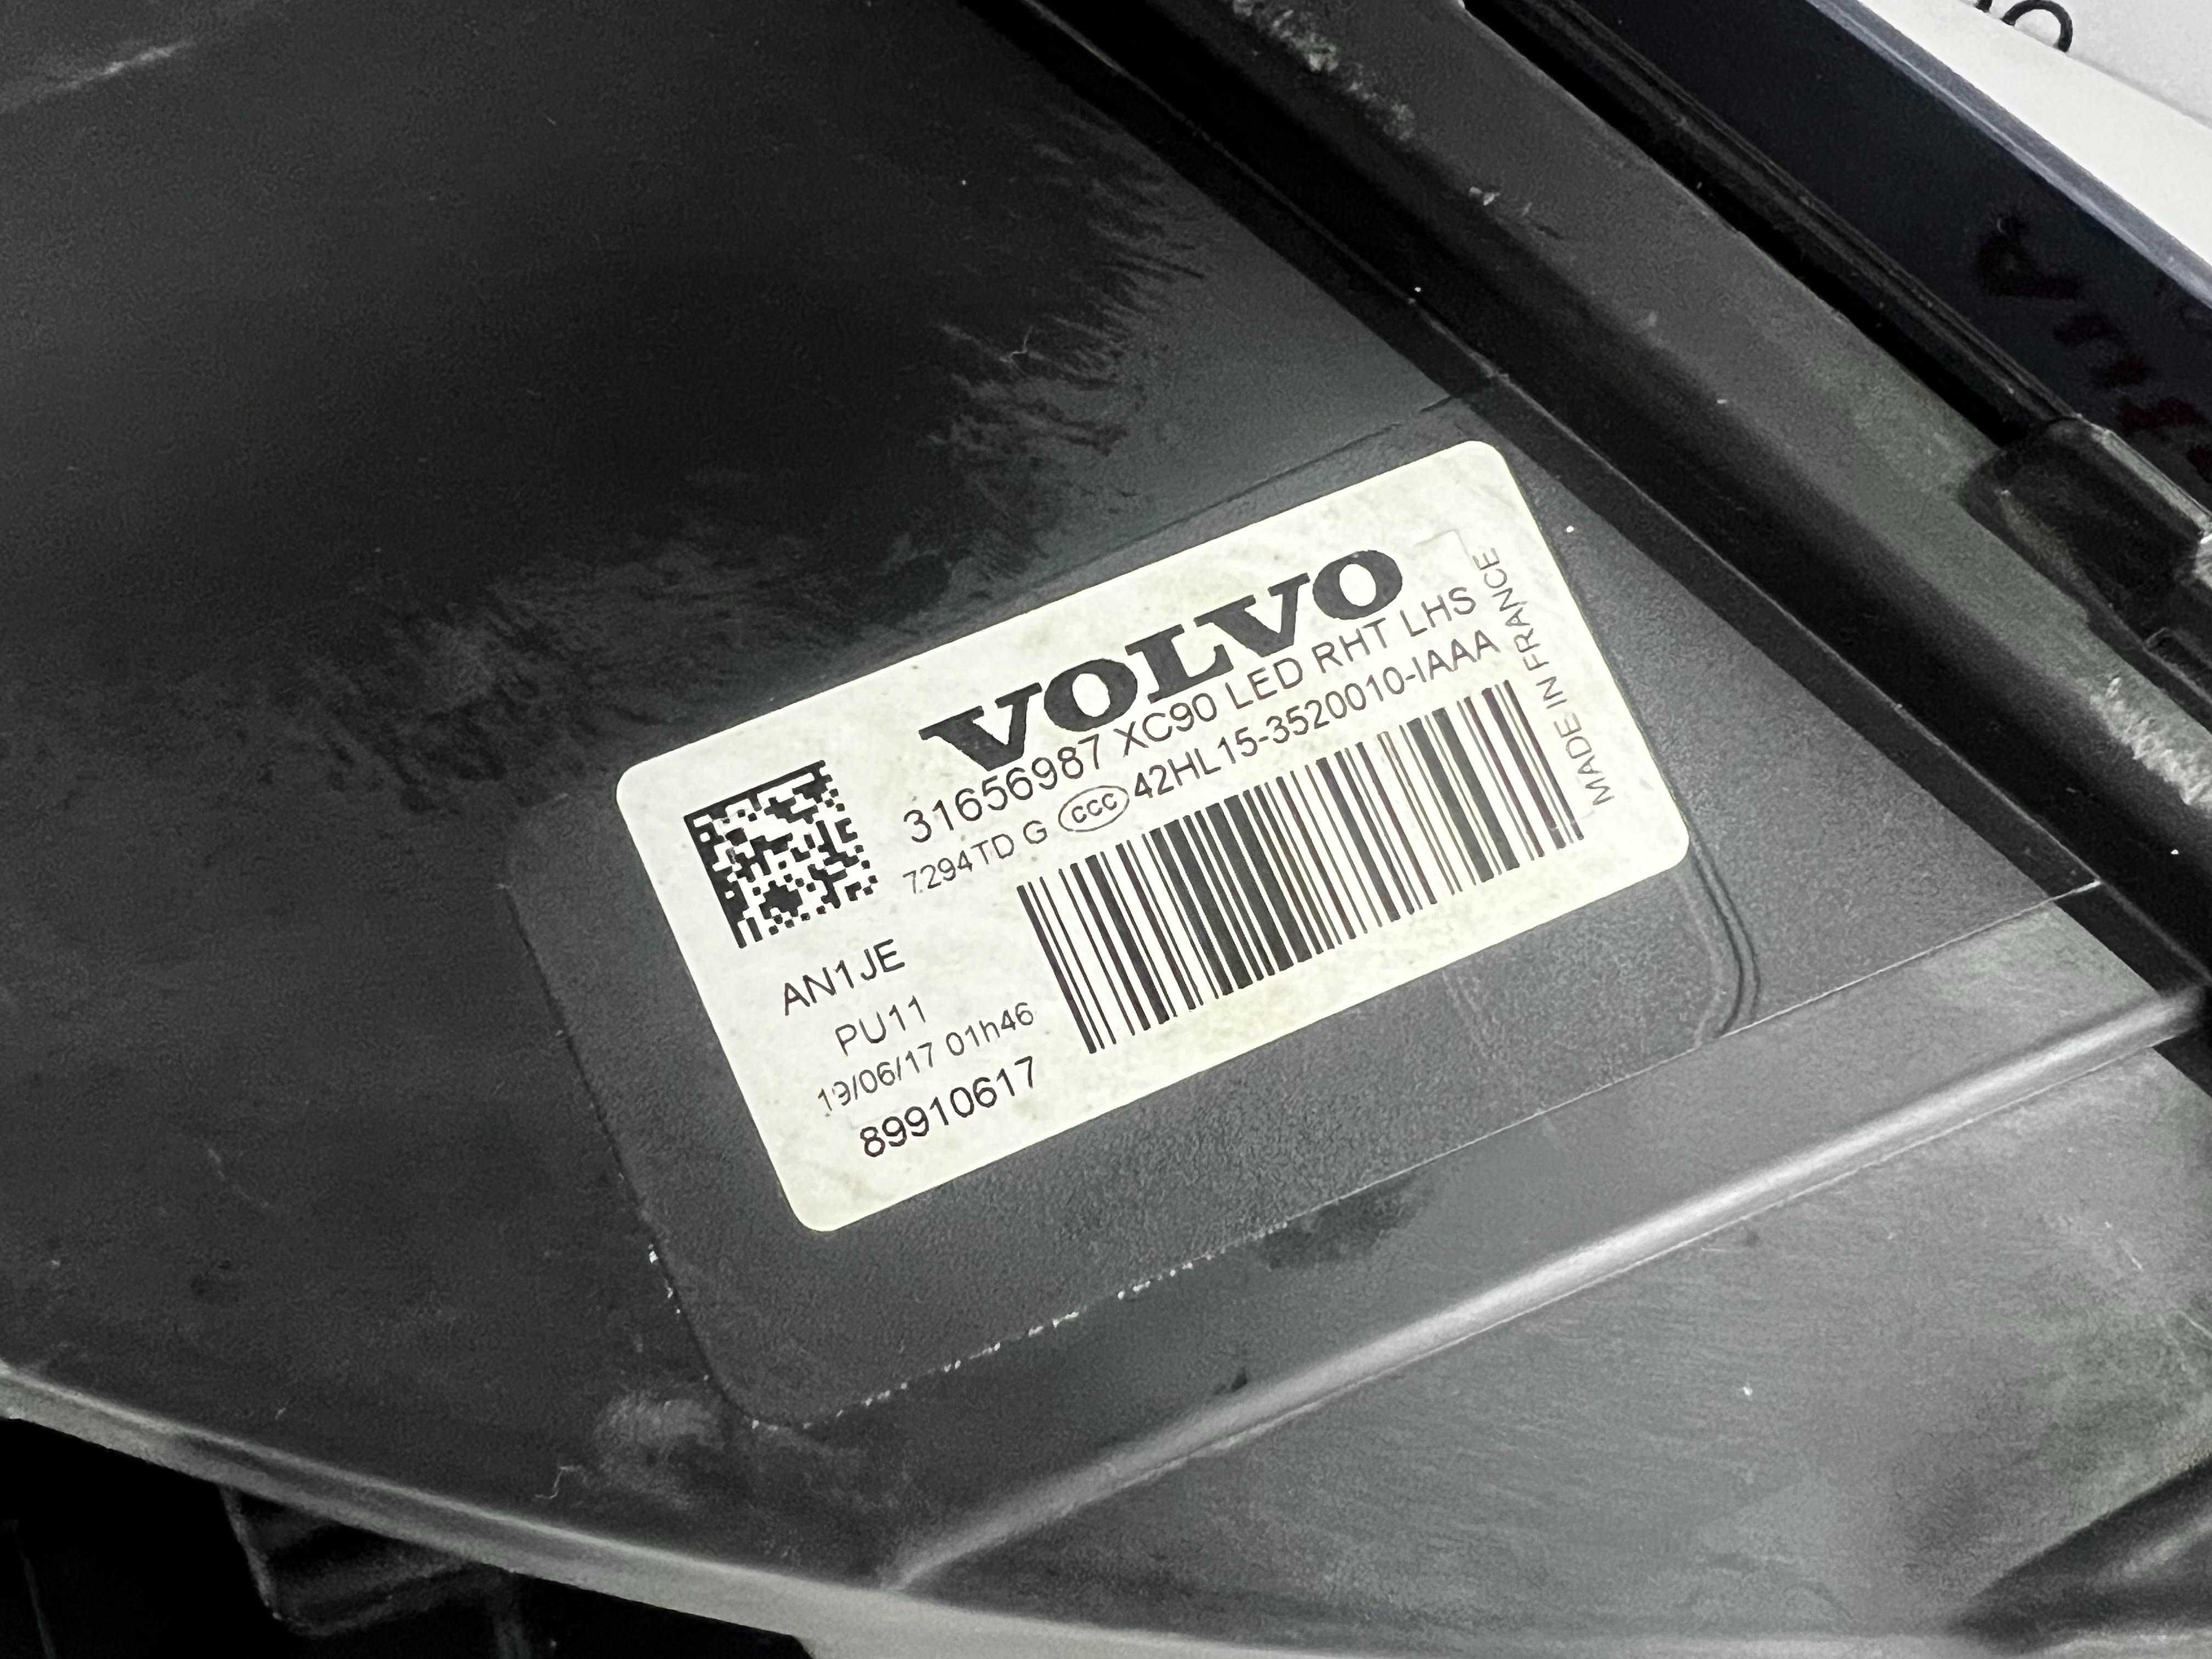 VOLVO
31656987 XC90 LED RHT LHS
7294TD G CCC 42HL15-3520010-IAAA
MADE IN FRANCE
AN1JE
PU11
19/06/17 01h46
89910617